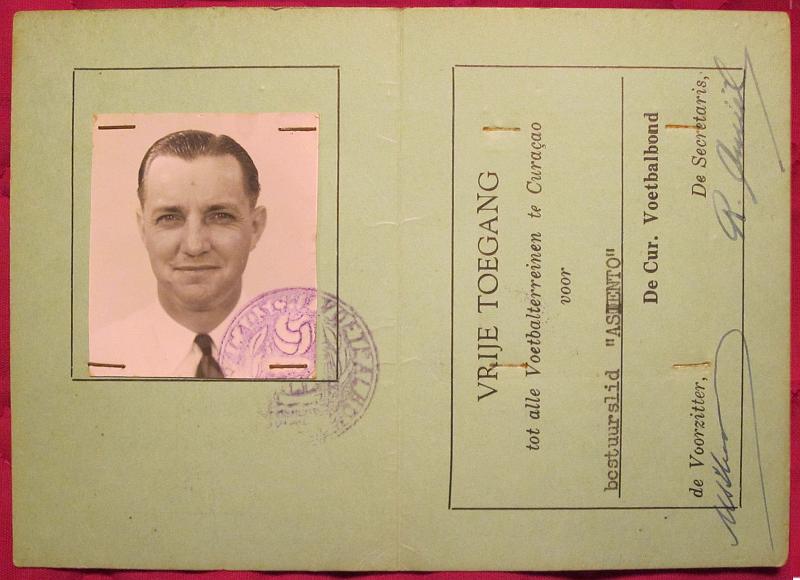 VRIJE TOEGANG
tot alle Voetbalterreinen te Curaçao
voor
bestuurslid "ASIENTO"
De Cur. Voetbalbond
de Voorzitter, De Secretaris,